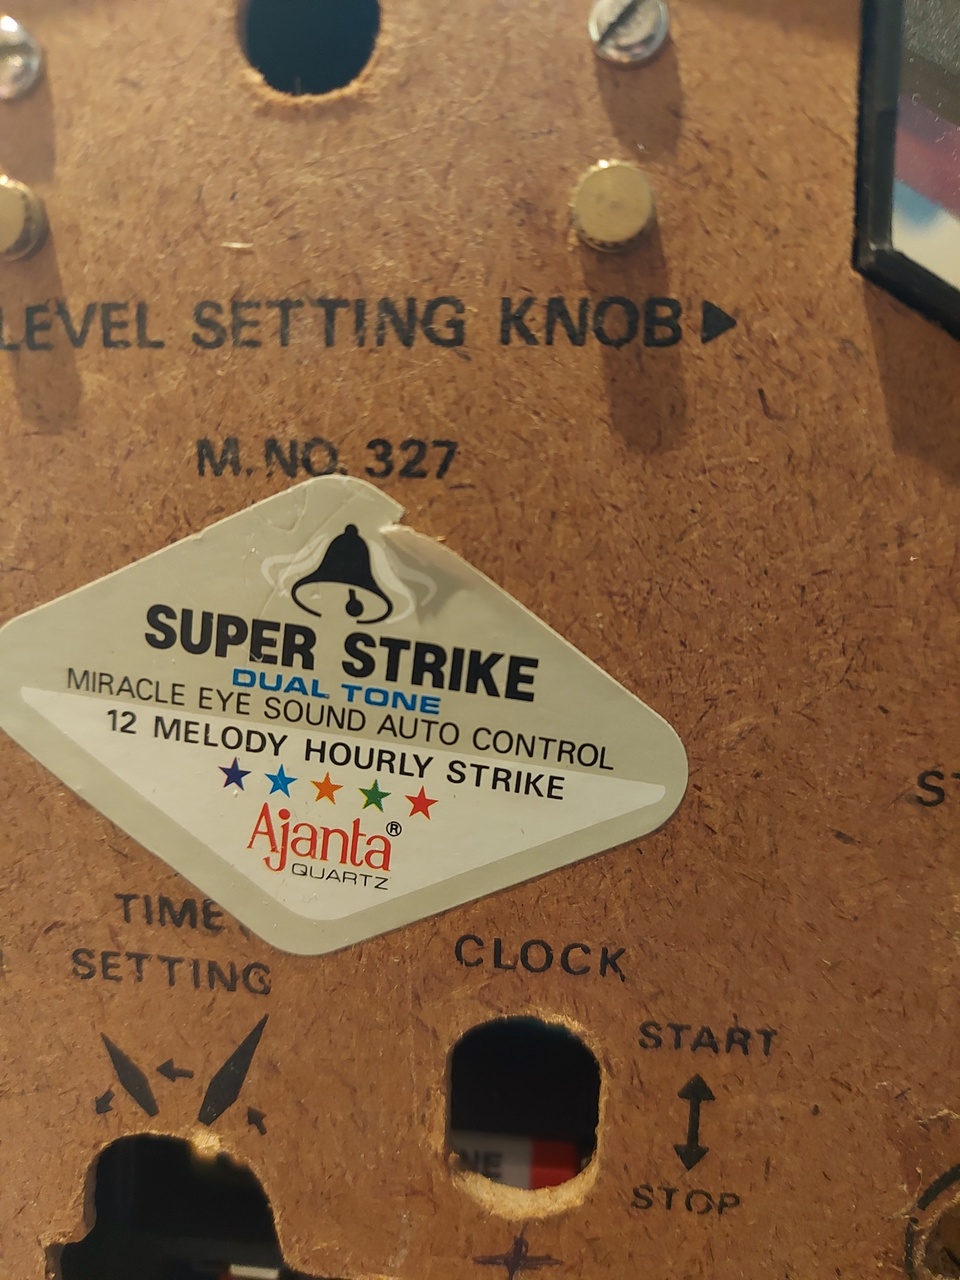 LEVEL SETTING KNOB▶
M.NO. 327
SUPER STRIKE
DUAL TONE
MIRACLE EYE SOUND AUTO CONTROL
12 MELODY HOURLY STRIKE
Ajanta®
QUARTZ
TIME
SETTING
CLOCK
START
STOP